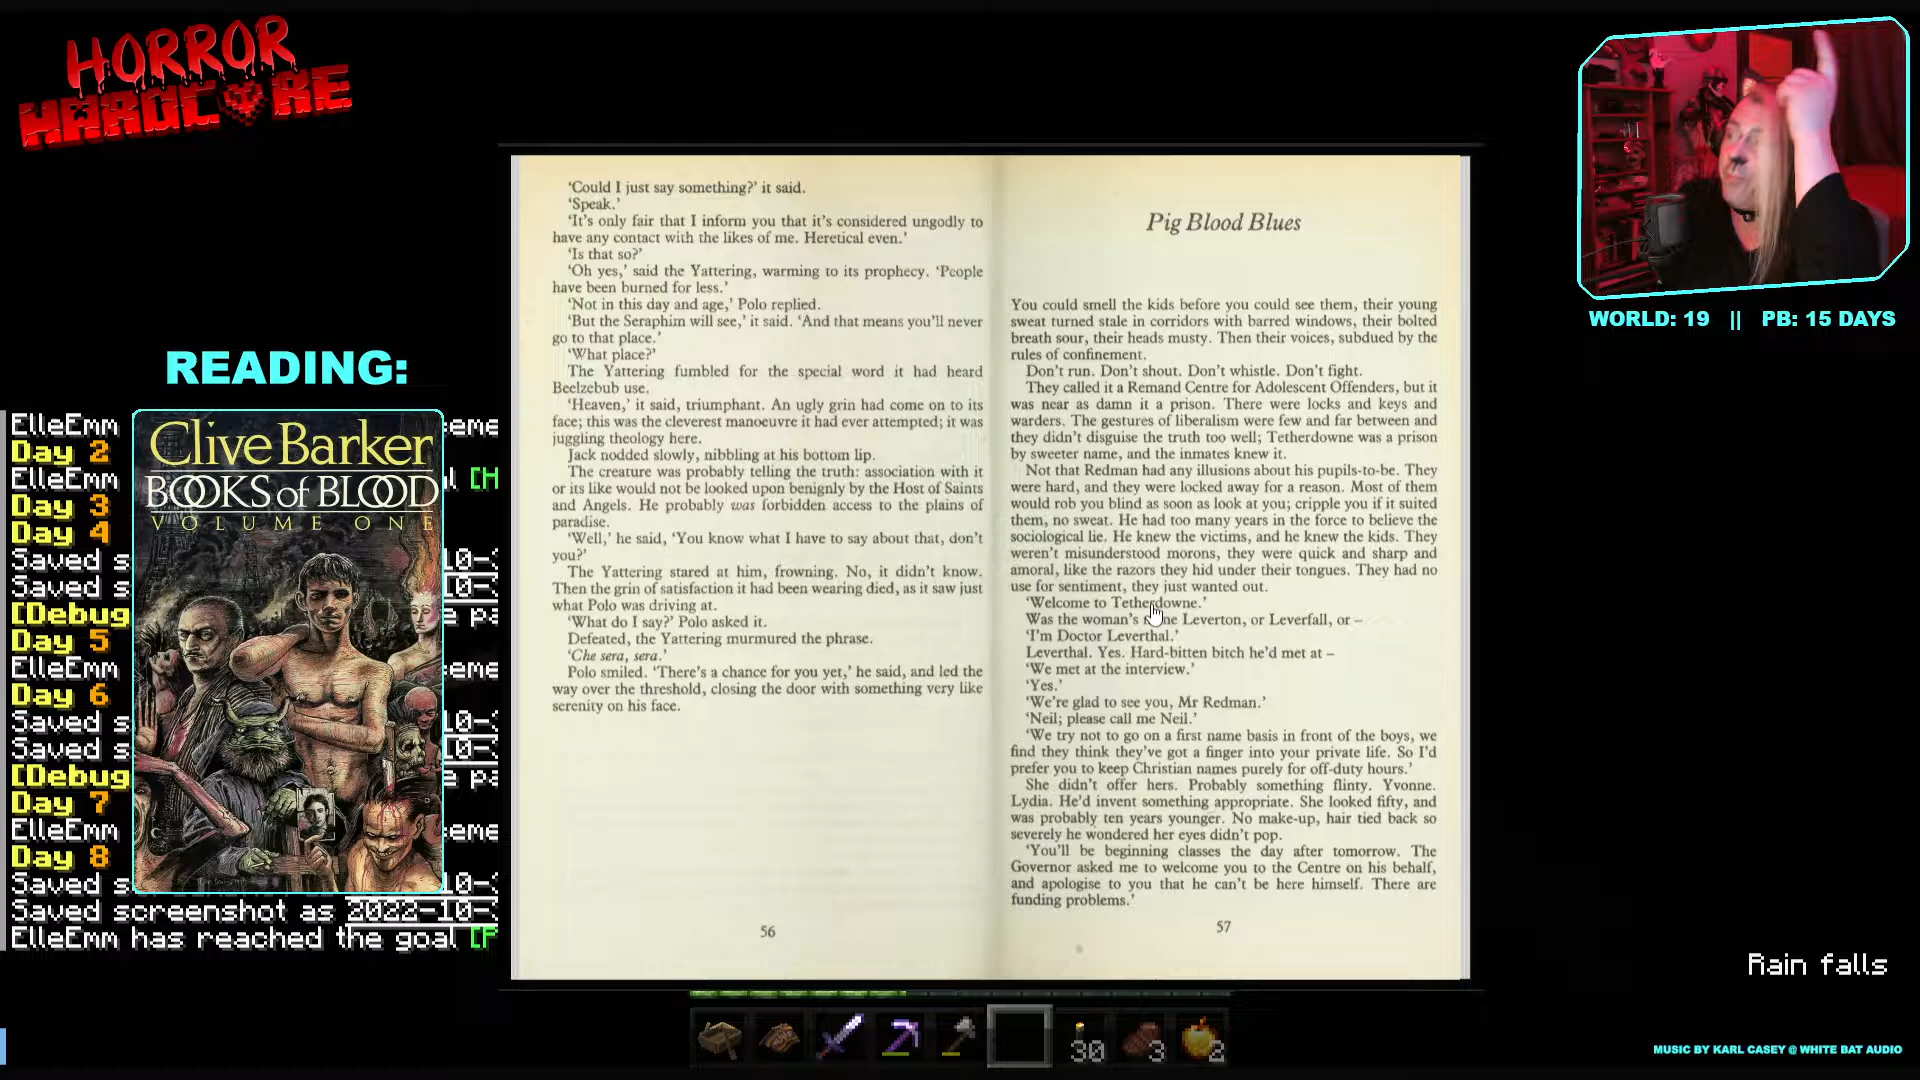 HORROR
HARDCORE
READING:
ElleEmm
Day 2
ElleEmm
Day 3
Day 4
Saved s
Saved s
[Debug
Day 5
ElleEmm
Day 6
Saved s
Saved s
[Debug
Day 7
ElleEmm
Day 8
Saved s
Saved screenshot as 2022-10-
ElleEmm has reached the goal [
Clive Barker
BOOKS of BLOOD
VOLUME ONE
‘Could I just say something?’ it said.
‘Speak.’
‘It’s only fair that I inform you that it’s considered ungodly to
have any contact with the likes of me. Heretical even.’
‘Is that so?’
‘Oh yes,’ said the Yattering, warming to its prophecy. ‘People
have been burned for less.’
‘Not in this day and age,’ Polo replied.
‘But the Seraphim will see,’ it said. ‘And that means you’ll never
go to that place.’
‘What place?’
The Yattering fumbled for the special word it had heard
Beelzebub use.
‘Heaven,’ it said, triumphant. An ugly grin had come on to its
face; this was the cleverest manoeuvre it had ever attempted; it was
juggling theology here.
Jack nodded slowly, nibbling at his bottom lip.
The creature was probably telling the truth: association with it
or its like would not be looked upon benignly by the Host of Saints
and Angels. He probably was forbidden access to the plains of
paradise.
‘Well,’ he said, ‘You know what I have to say about that, don’t
you?’
The Yattering stared at him, frowning. No, it didn’t know.
Then the grin of satisfaction it had been wearing died, as it saw just
what Polo was driving at.
‘What do I say?’ Polo asked it.
Defeated, the Yattering murmured the phrase.
‘Che sera, sera.’
Polo smiled. ‘There’s a chance for you yet,’ he said, and led the
way over the threshold, closing the door with something very like
serenity on his face.
56
Pig Blood Blues
You could smell the kids before you could see them, their young
sweat turned stale in corridors with barred windows, their bolted
breath sour, their heads musty. Then their voices, subdued by the
rules of confinement.
Don’t run. Don’t shout. Don’t whistle. Don’t fight.
They called it a Remand Centre for Adolescent Offenders, but it
was near as damn it a prison. There were locks and keys and
warders. The gestures of liberalism were few and far between and
they didn’t disguise the truth too well; Tetherdowne was a prison
by sweeter name, and the inmates knew it.
Not that Redman had any illusions about his pupils-to-be. They
were hard, and they were locked away for a reason. Most of them
would rob you blind as soon as look at you; cripple you if it suited
them, no sweat. He had too many years in the force to believe the
sociological lie. He knew the victims, and he knew the kids. They
weren’t misunderstood morons, they were quick and sharp and
amoral, like the razors they hid under their tongues. They had no
use for sentiment, they just wanted out.
‘Welcome to Tetherdowne.’
Was the woman’s name Leverton, or Leverfall, or –
‘I’m Doctor Leverthal.’
Leverthal. Yes. Hard-bitten bitch he’d met at –
‘We met at the interview.’
‘Yes.’
‘We’re glad to see you, Mr Redman.’
‘Neil; please call me Neil.’
‘We try not to go on a first name basis in front of the boys, we
find they think they’ve got a finger into your private life. So I’d
prefer you to keep Christian names purely for off-duty hours.’
She didn’t offer hers. Probably something flinty. Yvonne.
Lydia. He’d invent something appropriate. She looked fifty, and
was probably ten years younger. No make-up, hair tied back so
severely he wondered her eyes didn’t pop.
‘You’ll be beginning classes the day after tomorrow. The
Governor asked me to welcome you to the Centre on his behalf,
and apologise to you that he can’t be here himself. There are
funding problems.’
57
WORLD: 19 || PB: 15 DAYS
Rain falls
30
3
2
MUSIC BY KARL CASEY @ WHITE BAT AUDIO